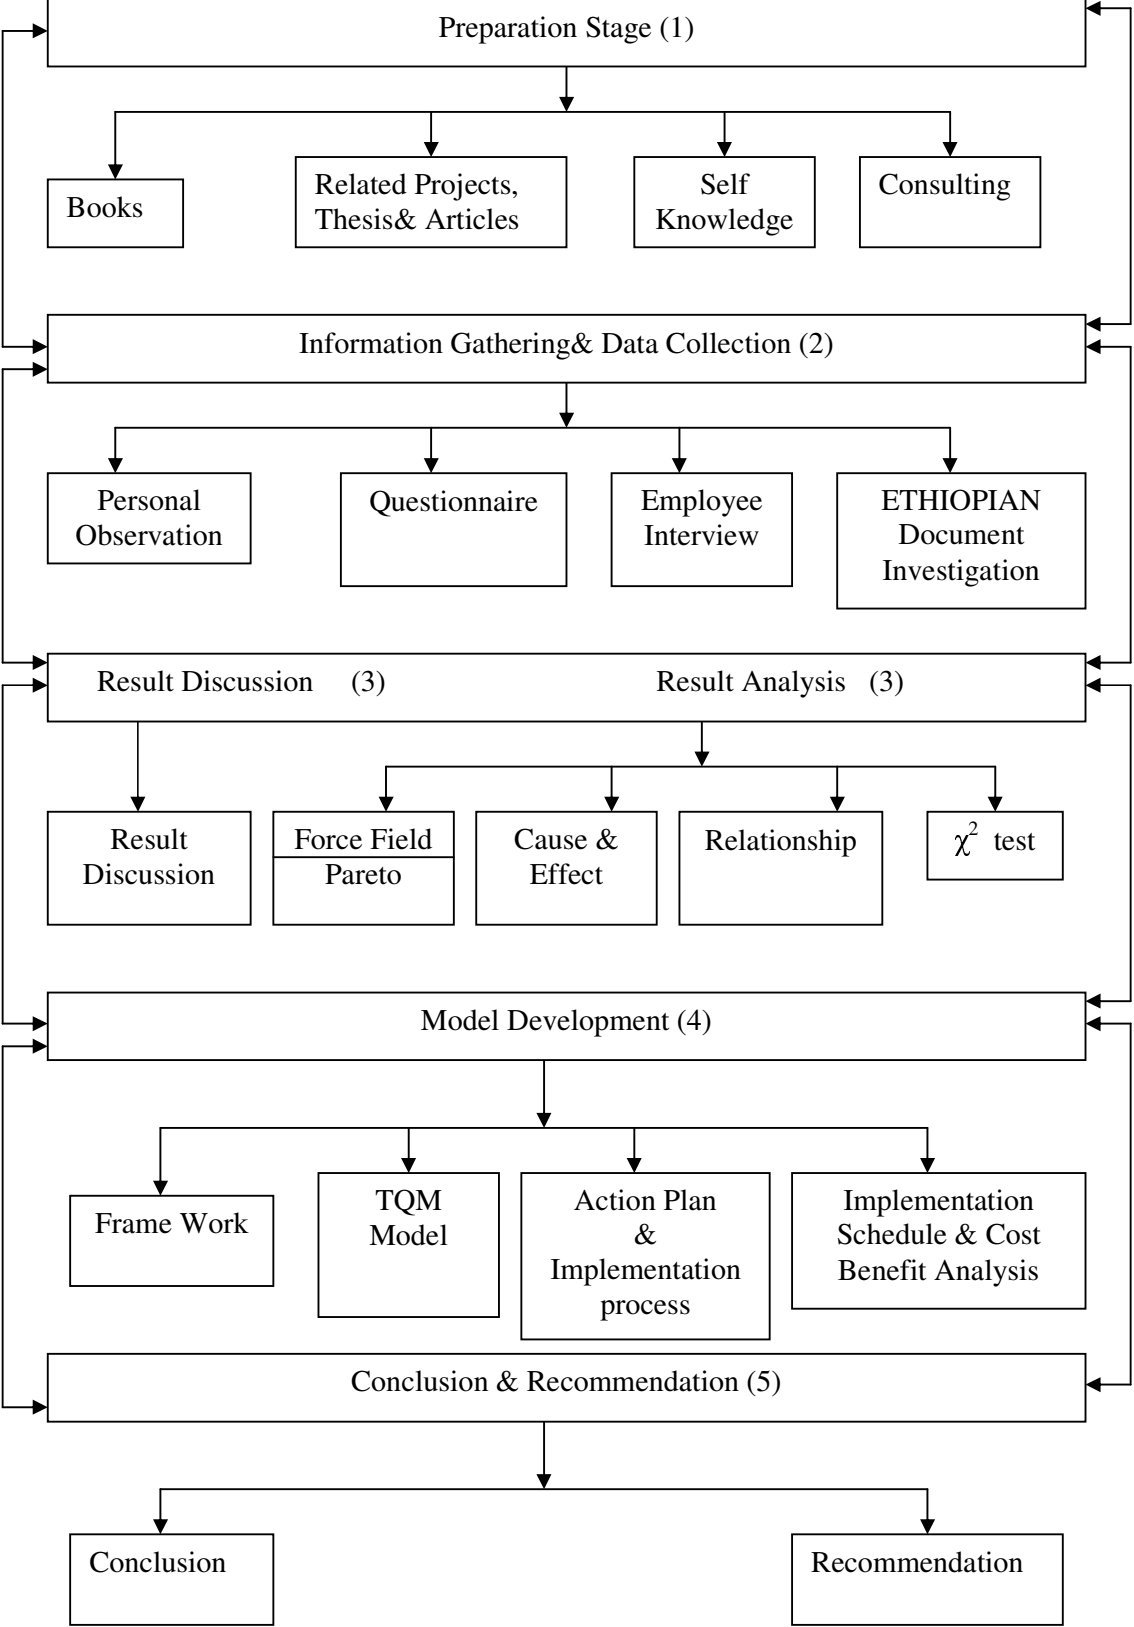 Preparation Stage (1)
Books
Related Projects,
Thesis& Articles
Self
Knowledge
Consulting
Information Gathering& Data Collection (2)
Personal
Observation
Questionnaire
Employee
Interview
ETHIOPIAN
Document
Investigation
Result Discussion (3) Result Analysis (3)
Result
Discussion
Force Field
Pareto
Cause &
Effect
Relationship
χ² test
Model Development (4)
Frame Work
TQM
Model
Action Plan
&
Implementation
process
Implementation
Schedule & Cost
Benefit Analysis
Conclusion & Recommendation (5)
Conclusion
Recommendation